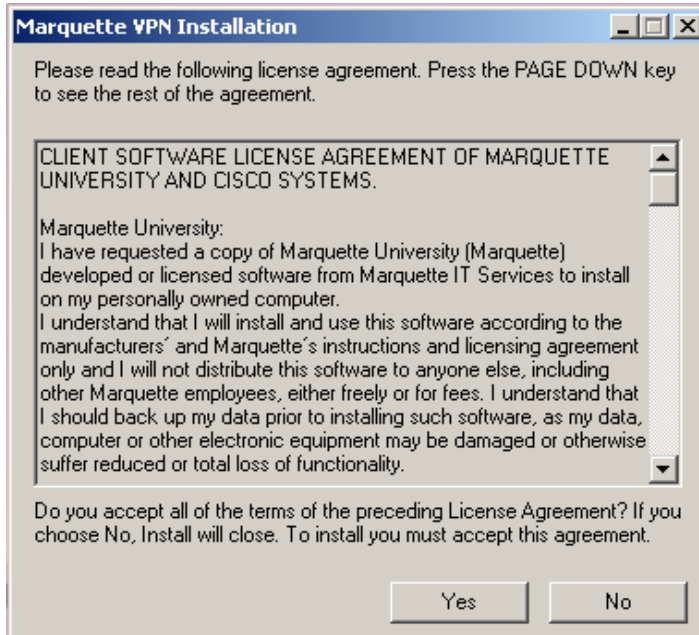 Marquette VPN Installation
Please read the following license agreement. Press the PAGE DOWN key
to see the rest of the agreement.
CLIENT SOFTWARE LICENSE AGREEMENT OF MARQUETTE
UNIVERSITY AND CISCO SYSTEMS.
Marquette University:
I have requested a copy of Marquette University (Marquette)
developed or licensed software from Marquette IT Services to install
on my personally owned computer.
I understand that I will install and use this software according to the
manufacturers´ and Marquette´s instructions and licensing agreement
only and I will not distribute this software to anyone else, including
other Marquette employees, either freely or for fees. I understand that
I should back up my data prior to installing such software, as my data,
computer or other electronic equipment may be damaged or otherwise
suffer reduced or total loss of functionality.
Do you accept all of the terms of the preceding License Agreement? If you
choose No, Install will close. To install you must accept this agreement.
Yes No